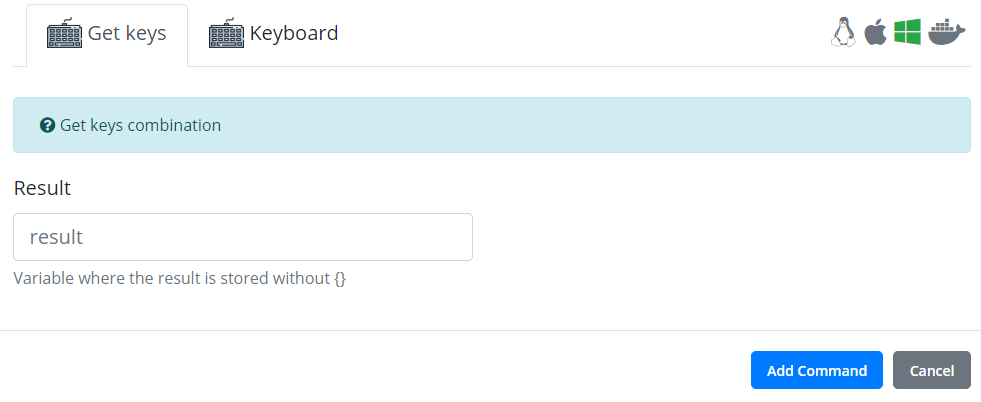 Get keys
Keyboard
Get keys combination
Result
result
Variable where the result is stored without {}
Add Command
Cancel